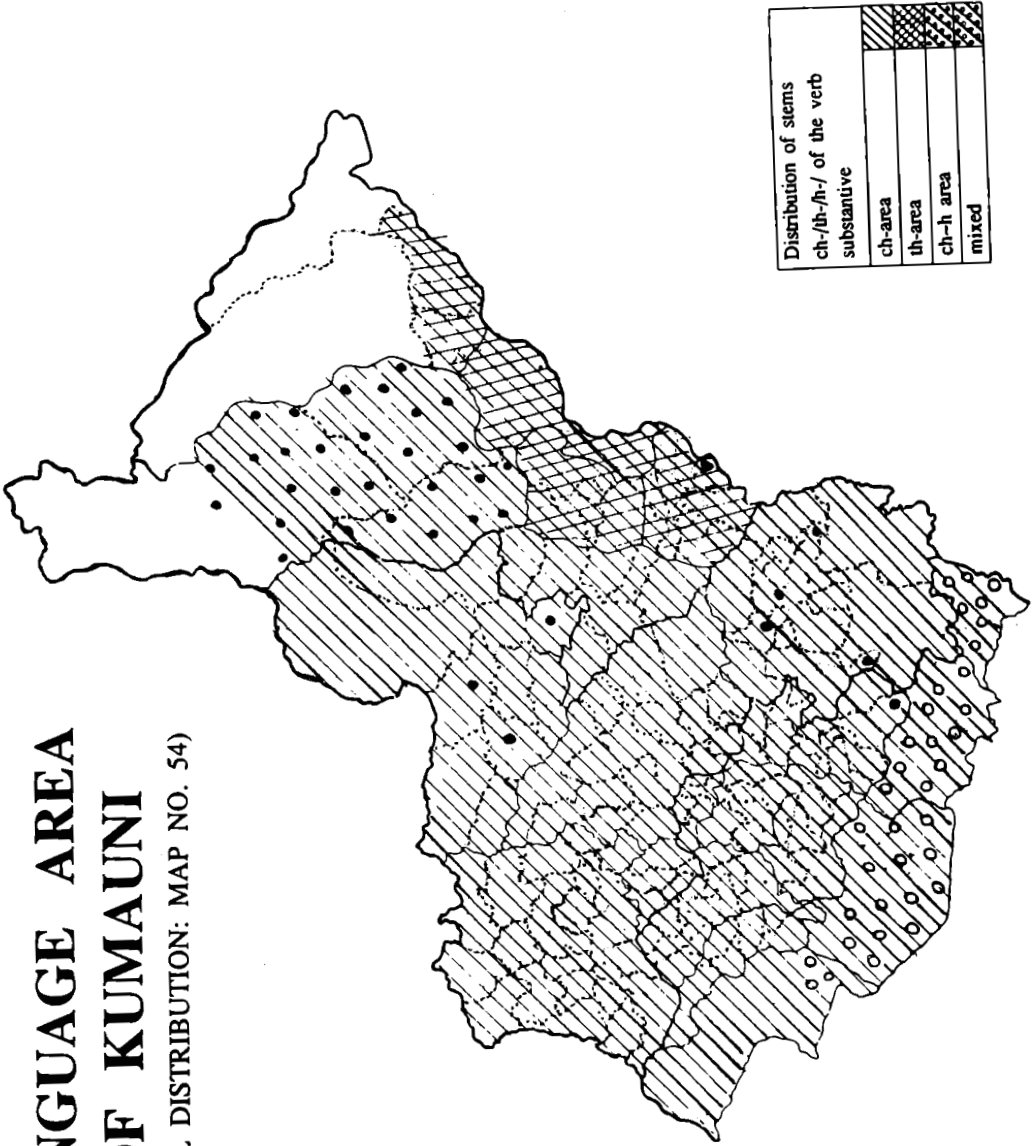 NGUAGE AREA
OF KUMAUNI
DISTRIBUTION: MAP NO. 54)
Distribution of stems
ch-/th-/h-/ of the verb
substantive
ch-area
th-area
ch–h area
mixed